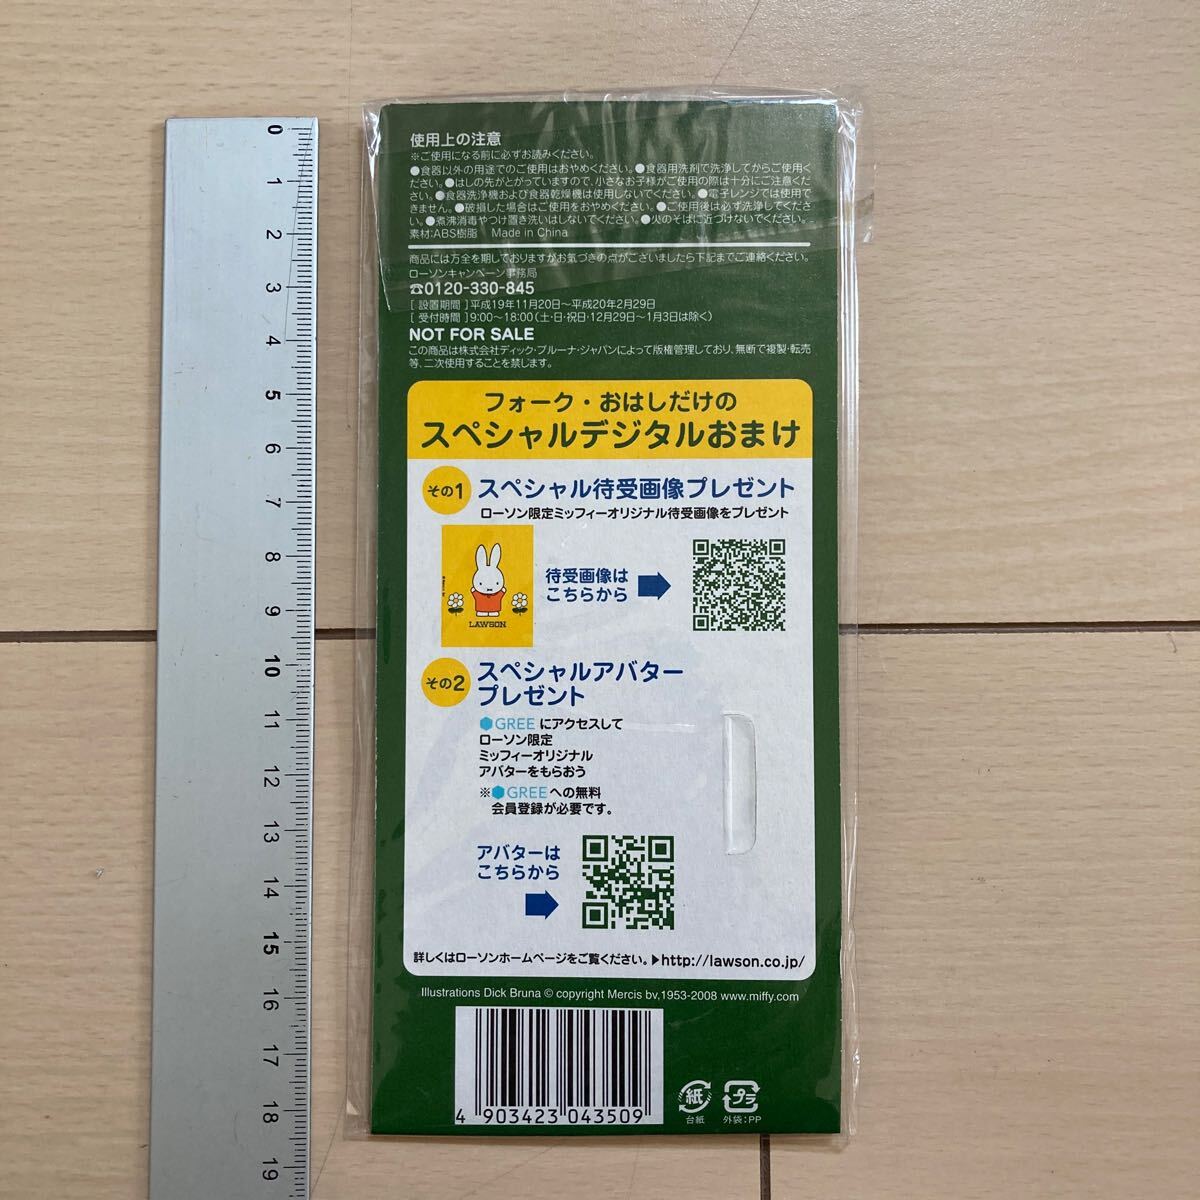 使用上の注意
※ご使用になる前に必ずお読みください。
●食器以外の用途でのご使用はおやめください。●食器用洗剤で洗浄してからご使用く
ださい。●はしの先がとがっていますので、小さなお子様がご使用の際は十分にご注意くだ
さい。●食器洗浄機および食器乾燥機は使用しないでください。●電子レンジでは使用で
きません。●破損した場合はご使用をおやめください。●ご使用後は必ず洗浄してくだ
さい。●煮沸消毒やつけ置き洗いはしないでください。●火のそばに近づけないでください。
素材:ABS樹脂 Made in China
商品には万全を期しておりますがお気づきの点がございましたら下記までご連絡ください。
ローソンキャンペーン事務局
☎0120-330-845
[ 設置期間 ]平成19年11月20日〜平成20年2月29日
[ 受付時間 ]9:00〜18:00(土・日・祝日・12月29日〜1月3日は除く)
NOT FOR SALE
この商品は株式会社ディック・ブルーナ・ジャパンによって版権管理しており、無断で複製・転売
等、二次使用することを禁じます。
フォーク・おはしだけの
スペシャルデジタルおまけ
その1 スペシャル待受画像プレゼント
ローソン限定ミッフィーオリジナル待受画像をプレゼント
LAWSON
待受画像は
こちらから
その2 スペシャルアバター
プレゼント
GREE にアクセスして
ローソン限定
ミッフィーオリジナル
アバターをもらおう
※GREE への無料
会員登録が必要です。
アバターは
こちらから
詳しくはローソンホームページをご覧ください。▶http://lawson.co.jp/
Illustrations Dick Bruna © copyright Mercis bv,1953-2008 www.miffy.com
4 903423 043509
紙
台紙
プラ
外袋:PP
0
1
2
3
4
5
6
7
8
9
10
11
12
13
14
15
16
17
18
19